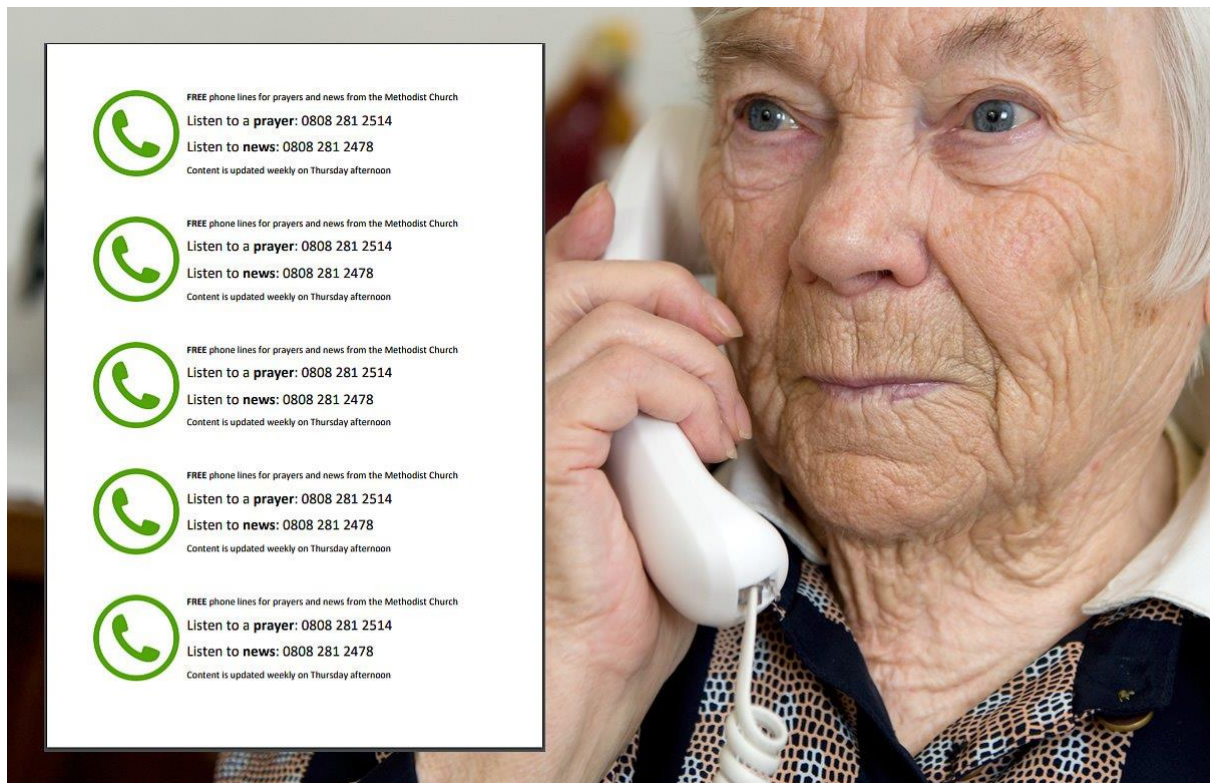 FREE phone lines for prayers and news from the Methodist Church
Listen to a prayer: 0808 281 2514
Listen to news: 0808 281 2478
Content is updated weekly on Thursday afternoon
FREE phone lines for prayers and news from the Methodist Church
Listen to a prayer: 0808 281 2514
Listen to news: 0808 281 2478
Content is updated weekly on Thursday afternoon
FREE phone lines for prayers and news from the Methodist Church
Listen to a prayer: 0808 281 2514
Listen to news: 0808 281 2478
Content is updated weekly on Thursday afternoon
FREE phone lines for prayers and news from the Methodist Church
Listen to a prayer: 0808 281 2514
Listen to news: 0808 281 2478
Content is updated weekly on Thursday afternoon
FREE phone lines for prayers and news from the Methodist Church
Listen to a prayer: 0808 281 2514
Listen to news: 0808 281 2478
Content is updated weekly on Thursday afternoon